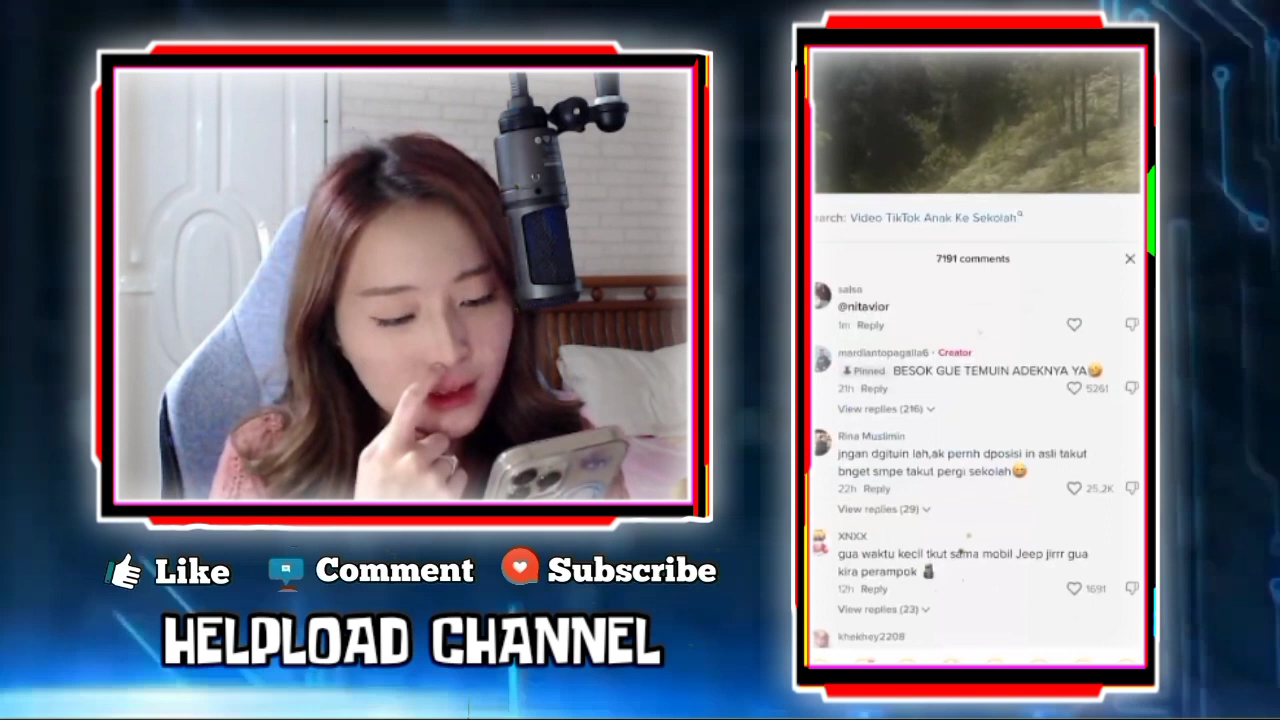 Like
Comment
Subscribe
HELPLOAD CHANNEL
earch: Video TikTok Anak Ke Sekolah
7191 comments
salsa
@nitavior
1m Reply
mardiantopagalla6 · Creator
Pinned BESOK GUE TEMUIN ADEKNYA YA🤣
21h Reply
5261
View replies (216)
Rina Muslimin
jngan dgituin lah,ak pernh dposisi in asli takut
bnget smpe takut pergi sekolah😄
22h Reply
25.2K
View replies (29)
XNXX
gua waktu kecil tkut sama mobil Jeep jirrr gua
kira perampok 🗿
12h Reply
1691
View replies (23)
khekhey2208